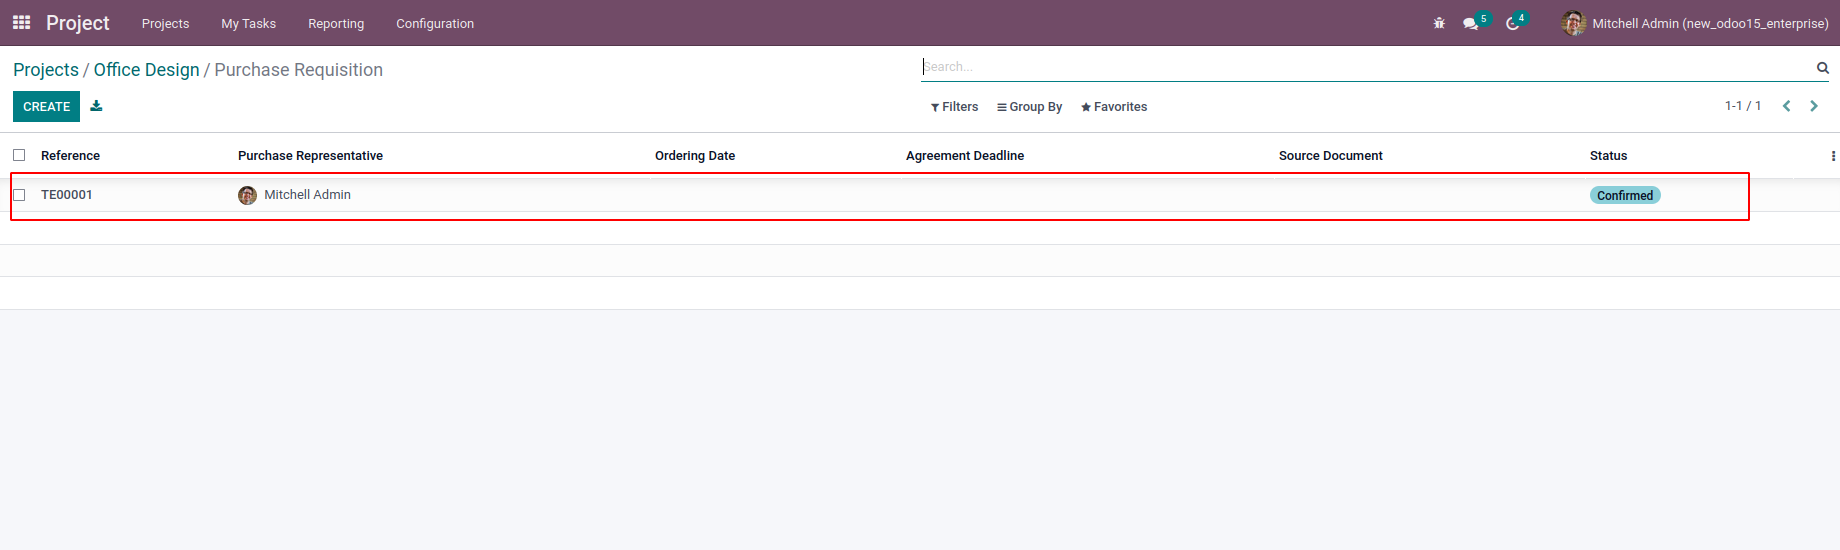 Project Projects My Tasks Reporting Configuration 5 4 Mitchell Admin (new_odoo15_enterprise)
Projects / Office Design / Purchase Requisition Search...
CREATE Filters Group By Favorites 1-1 / 1
Reference Purchase Representative Ordering Date Agreement Deadline Source Document Status
TE00001 Mitchell Admin Confirmed